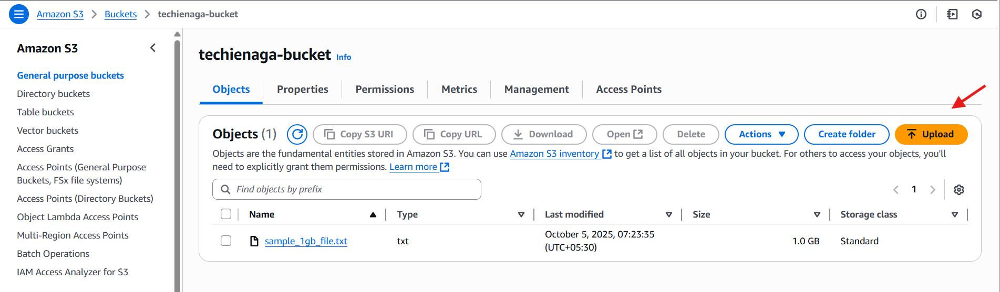 Amazon S3 > Buckets > techienaga-bucket
Amazon S3
General purpose buckets
Directory buckets
Table buckets
Vector buckets
Access Grants
Access Points (General Purpose
Buckets, FSx file systems)
Access Points (Directory Buckets)
Object Lambda Access Points
Multi-Region Access Points
Batch Operations
IAM Access Analyzer for S3
techienaga-bucket Info
Objects Properties Permissions Metrics Management Access Points
Objects (1) Copy S3 URI Copy URL Download Open Delete Actions Create folder Upload
Objects are the fundamental entities stored in Amazon S3. You can use Amazon S3 inventory to get a list of all objects in your bucket. For others to access your objects, you'll
need to explicitly grant them permissions. Learn more
Find objects by prefix
1
Name Type Last modified Size Storage class
sample_1gb_file.txt txt October 5, 2025, 07:23:35 1.0 GB Standard
(UTC+05:30)